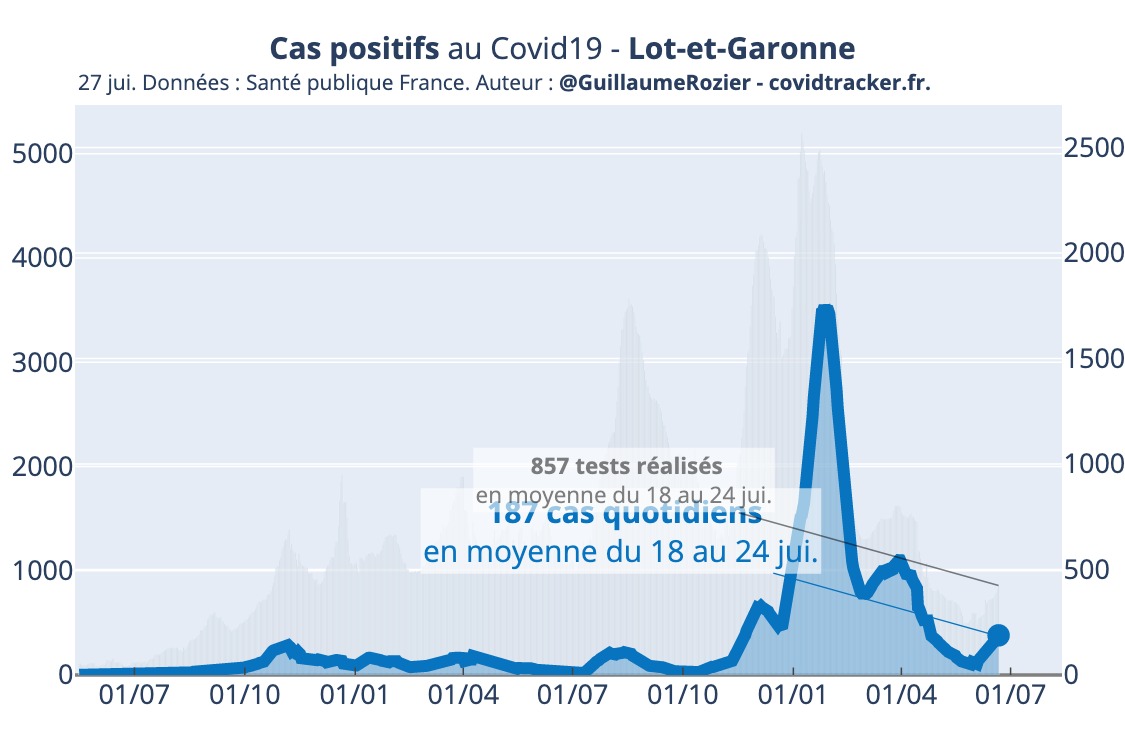 Cas positifs au Covid19 - Lot-et-Garonne
27 jui. Données : Santé publique France. Auteur : @GuillaumeRozier - covidtracker.fr.
5000
4000
3000
2000
1000
0
2500
2000
1500
1000
500
0
857 tests réalisés
en moyenne du 18 au 24 jui.
187 cas quotidiens
en moyenne du 18 au 24 jui.
01/07 01/10 01/01 01/04 01/07 01/10 01/01 01/04 01/07